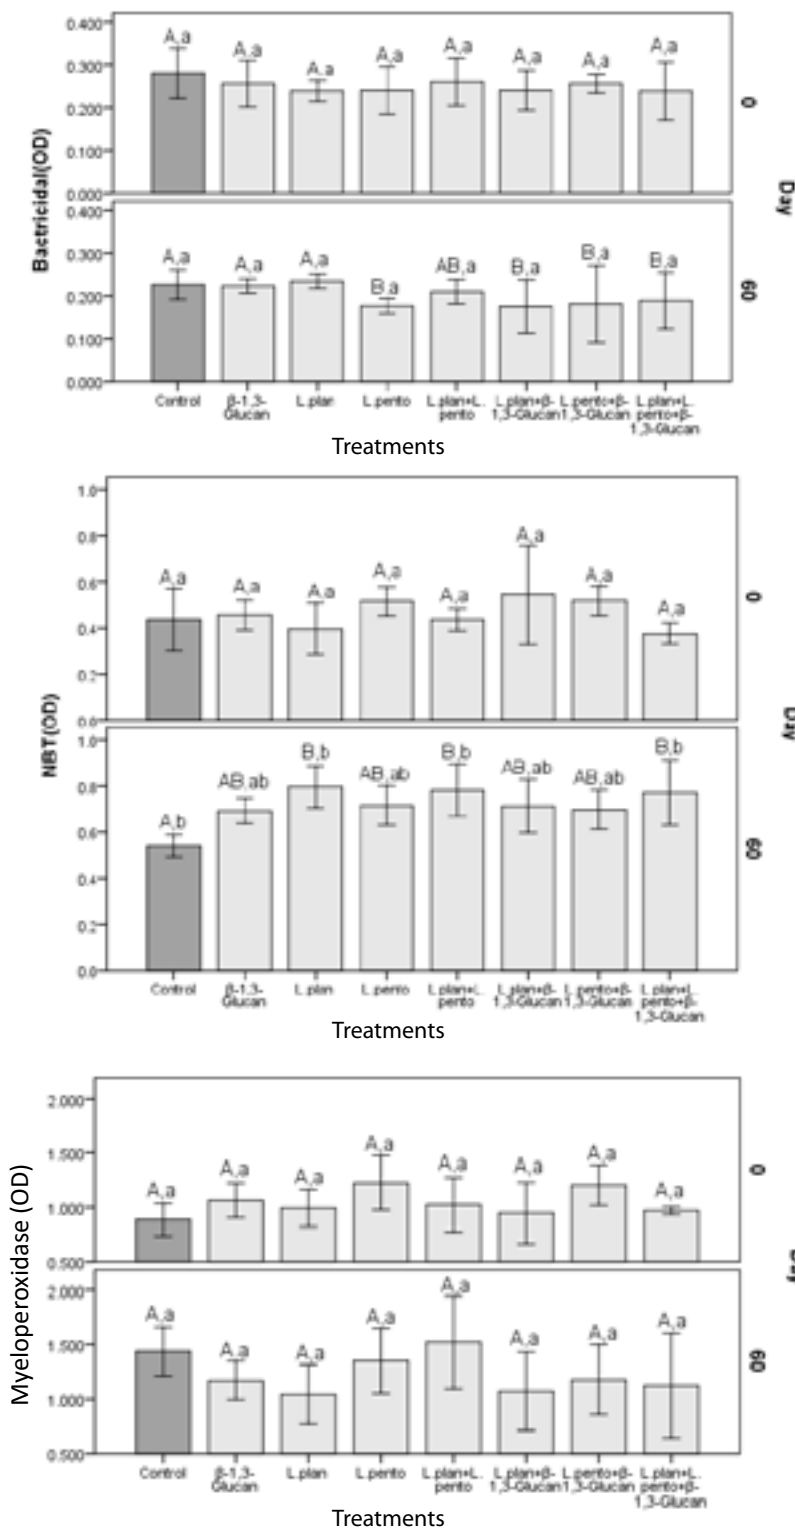 Bactricidal(OD)
0.400
0.300
0.200
0.100
0.000
A,a
A,a
A,a
A,a
A,a
A,a
A,a
A,a
0
Day
0.400
0.300
0.200
0.100
0.000
A,a
A,a
A,a
B,a
AB,a
B,a
B,a
B,a
60
Control
β-1,3-
Glucan
L.plan
L.pento
L.plan+L.
pento
L.plan+β-
1,3-Glucan
L.pento+β-
1,3-Glucan
L.plan+L.
pento+β-
1,3-Glucan
Treatments
NBT(OD)
1.0
0.8
0.6
0.4
0.2
0.0
A,a
A,a
A,a
A,a
A,a
A,a
A,a
A,a
0
Day
1.0
0.8
0.6
0.4
0.2
0.0
A,b
AB,ab
B,b
AB,ab
B,b
AB,ab
AB,ab
B,b
60
Control
β-1,3-
Glucan
L.plan
L.pento
L.plan+L.
pento
L.plan+β-
1,3-Glucan
L.pento+β-
1,3-Glucan
L.plan+L.
pento+β-
1,3-Glucan
Treatments
Myeloperoxidase (OD)
2.000
1.500
1.000
0.500
A,a
A,a
A,a
A,a
A,a
A,a
A,a
A,a
0
Day
2.000
1.500
1.000
0.500
A,a
A,a
A,a
A,a
A,a
A,a
A,a
A,a
60
Control
β-1,3-
Glucan
L.plan
L.pento
L.plan+L.
pento
L.plan+β-
1,3-Glucan
L.pento+β-
1,3-Glucan
L.plan+L.
pento+β-
1,3-Glucan
Treatments